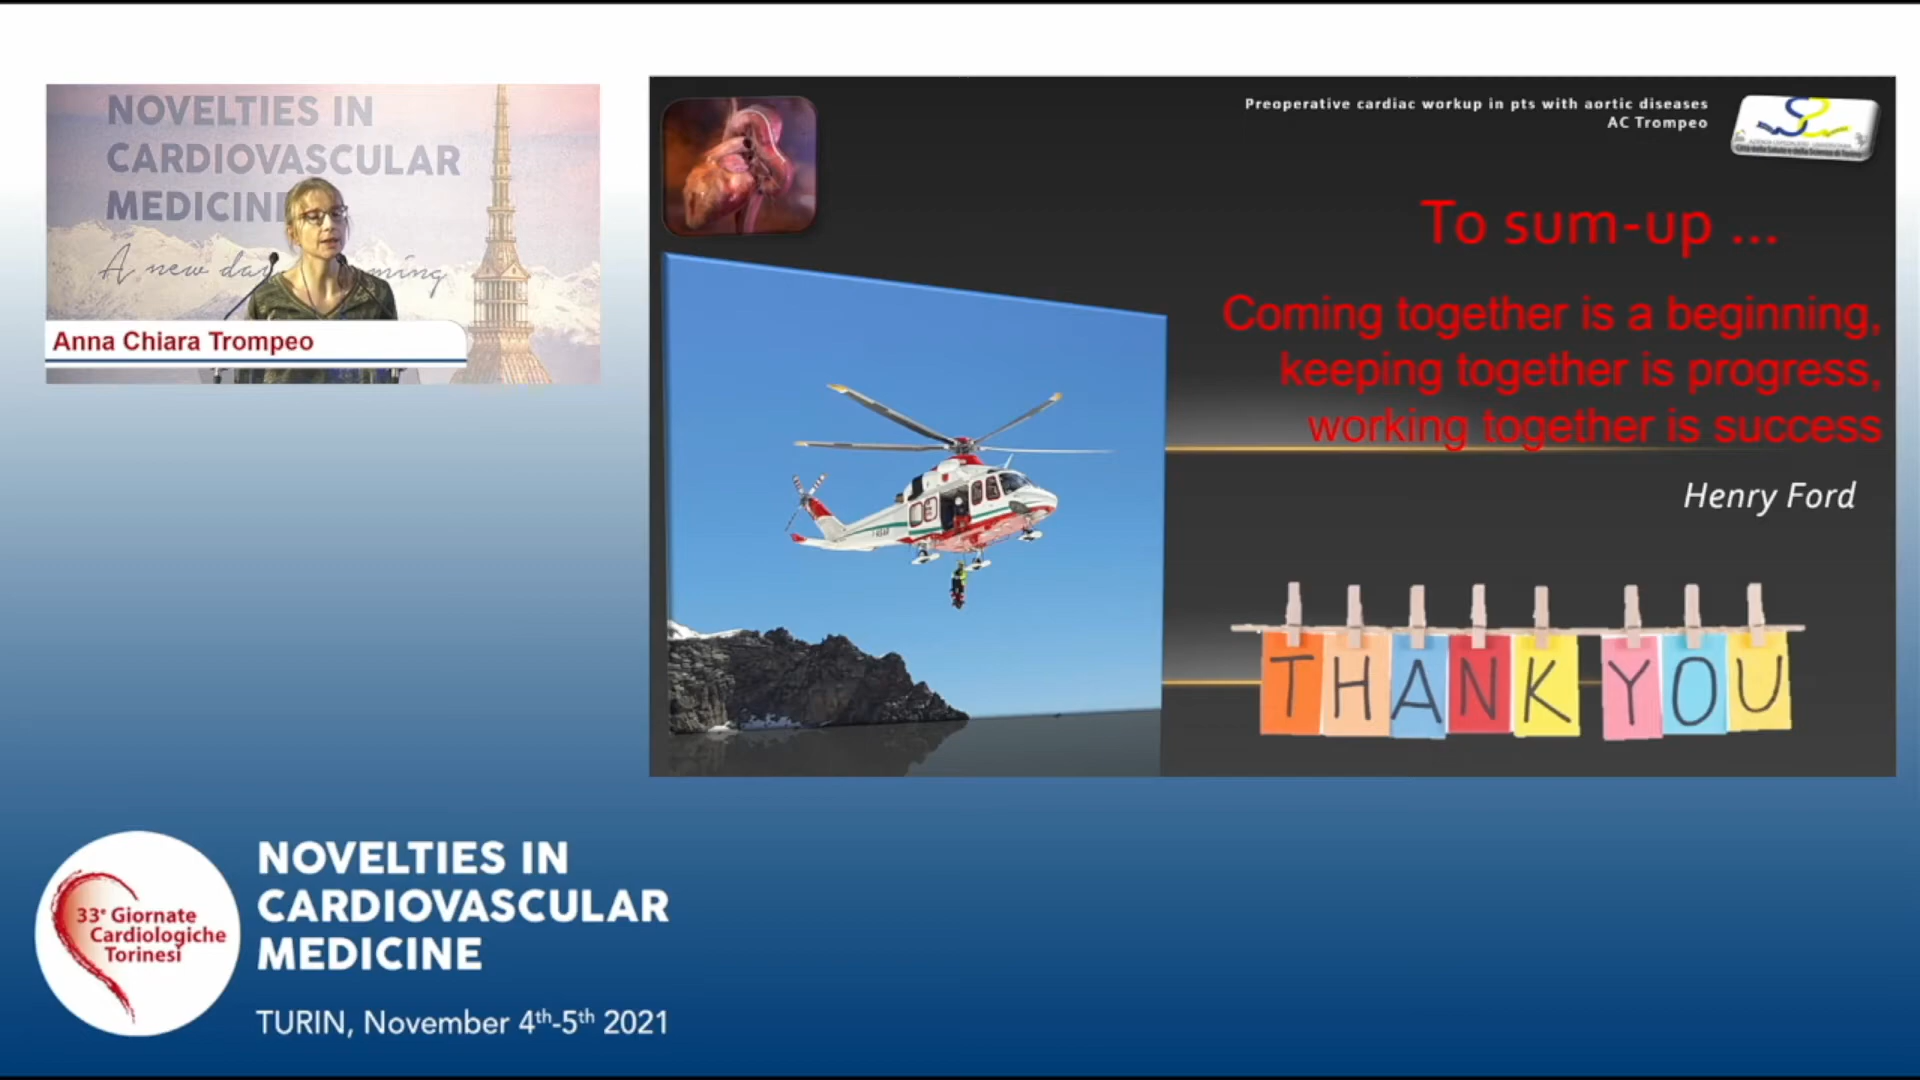 NOVELTIES IN
CARDIOVASCULAR
MEDICIN
A new da ming
Anna Chiara Trompeo
Preoperative cardiac workup in pts with aortic diseases
AC Trompeo
To sum-up ...
Coming together is a beginning,
keeping together is progress,
working together is success
Henry Ford
THANK YOU
33° Giornate
Cardiologiche
Torinesi
NOVELTIES IN
CARDIOVASCULAR
MEDICINE
TURIN, November 4th-5th 2021